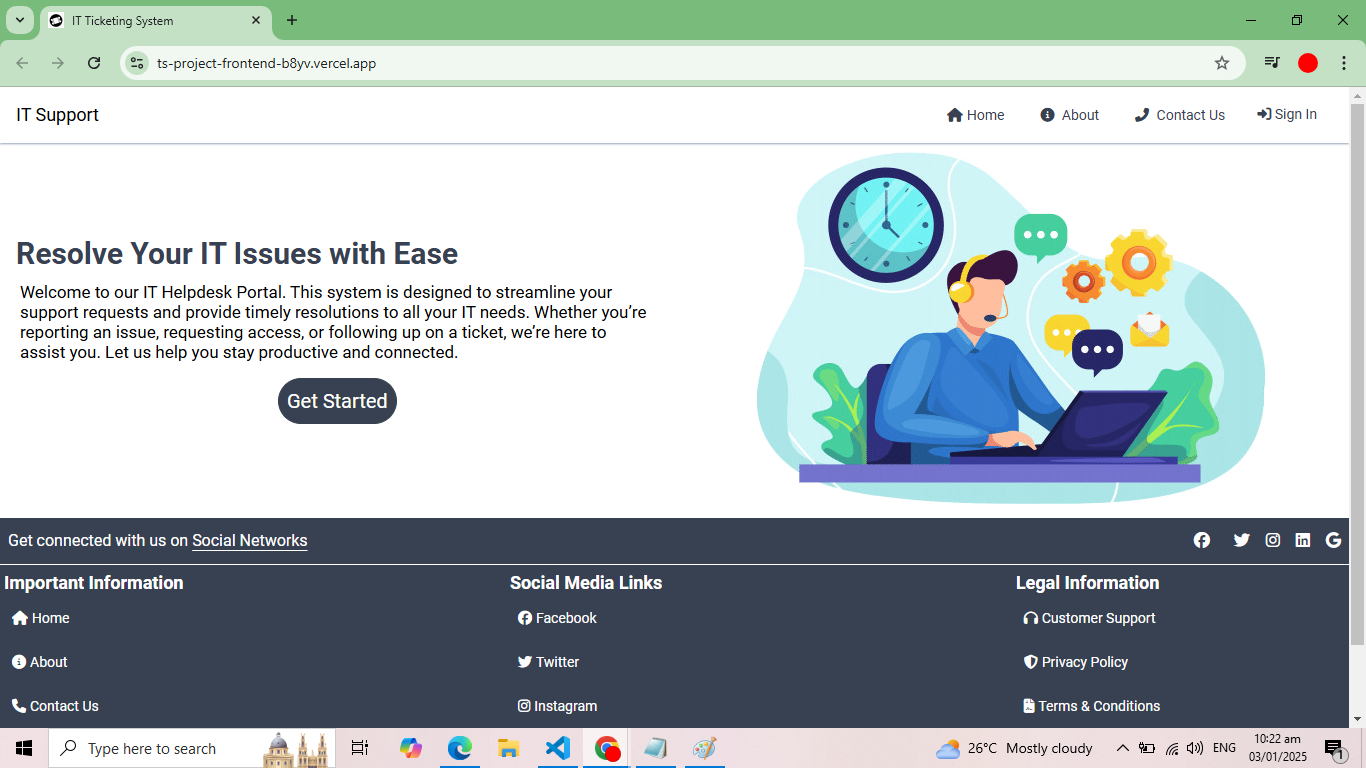 IT Ticketing System
ts-project-frontend-b8yv.vercel.app
IT Support
Home
About
Contact Us
Sign In
Resolve Your IT Issues with Ease
Welcome to our IT Helpdesk Portal. This system is designed to streamline your
support requests and provide timely resolutions to all your IT needs. Whether you’re
reporting an issue, requesting access, or following up on a ticket, we’re here to
assist you. Let us help you stay productive and connected.
Get Started
Get connected with us on Social Networks
Important Information
Home
About
Contact Us
Social Media Links
Facebook
Twitter
Instagram
Legal Information
Customer Support
Privacy Policy
Terms & Conditions
Type here to search
26°C Mostly cloudy
ENG
10:22 am
03/01/2025
1